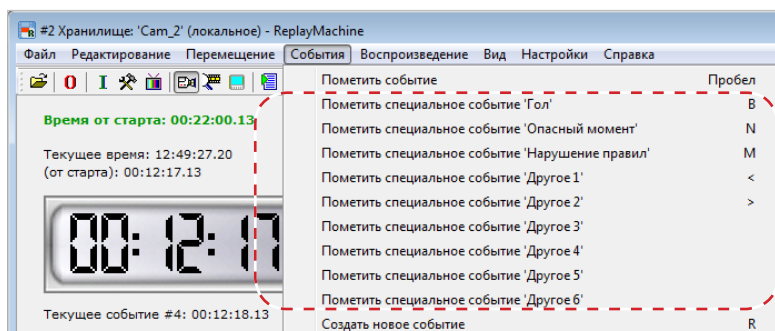 #2 Хранилище: 'Cam_2' (локальное) - ReplayMachine
Файл Редактирование Перемещение События Воспроизведение Вид Настройки Справка
Пометить событие Пробел
Пометить специальное событие 'Гол' B
Время от старта: 00:22:00.13
Пометить специальное событие 'Опасный момент' N
Текущее время: 12:49:27.20
Пометить специальное событие 'Нарушение правил' M
(от старта): 00:12:17.13
Пометить специальное событие 'Другое 1' <
Пометить специальное событие 'Другое 2' >
Пометить специальное событие 'Другое 3'
00:12:17
Пометить специальное событие 'Другое 4'
Пометить специальное событие 'Другое 5'
Пометить специальное событие 'Другое 6'
Текущее событие #4: 00:12:18.13
Создать новое событие R